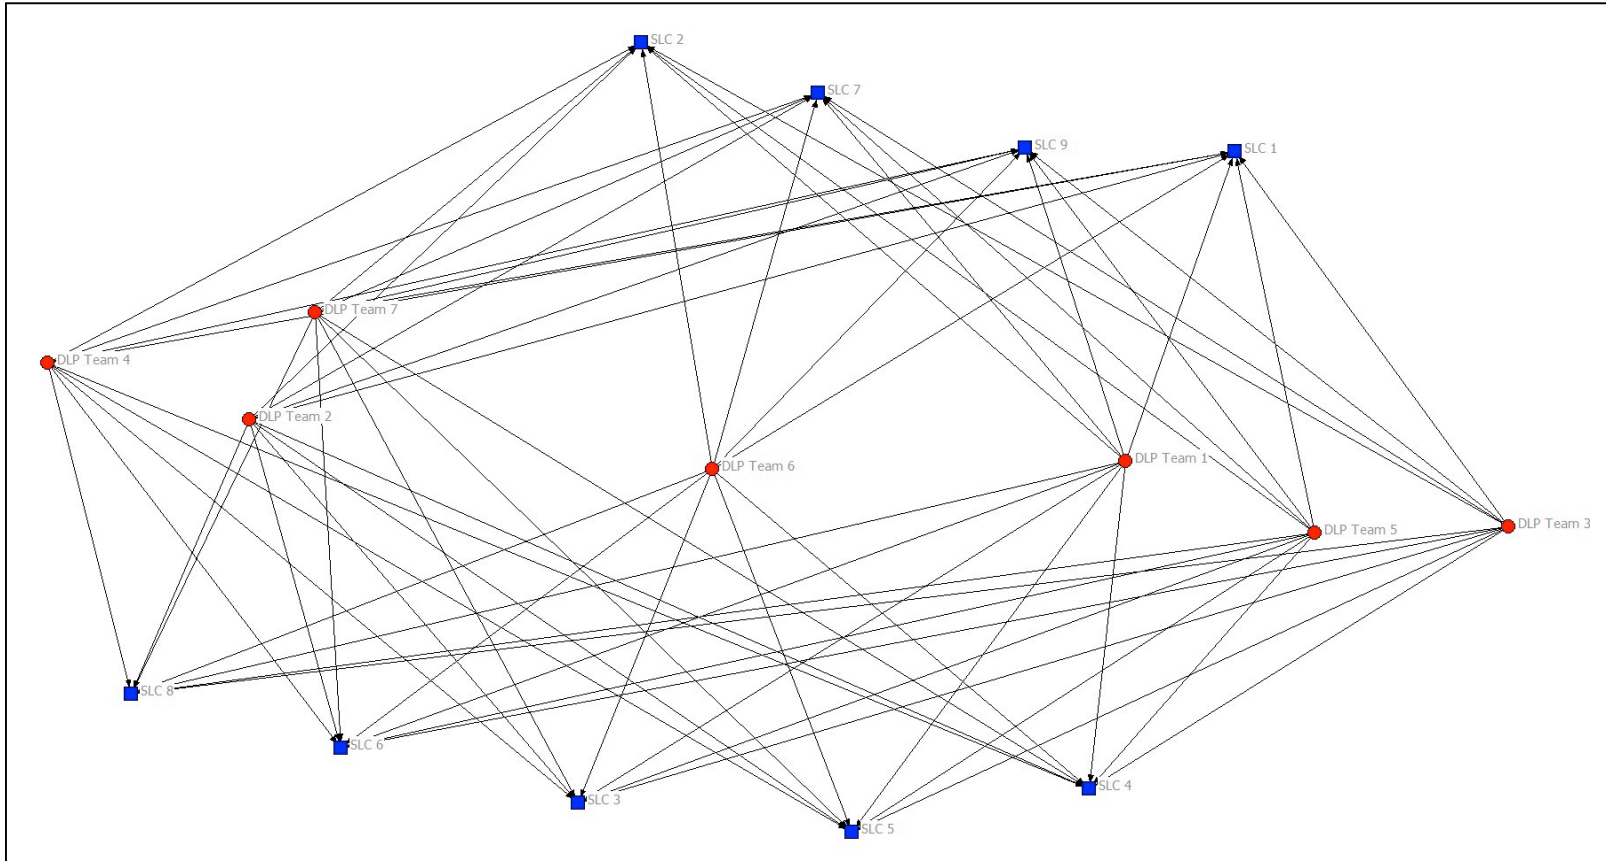 SLC 2
SLC 7
SLC 9
SLC 1
DLP Team 7
DLP Team 4
DLP Team 2
DLP Team 6
DLP Team 1
DLP Team 5
DLP Team 3
SLC 8
SLC 6
SLC 3
SLC 4
SLC 5